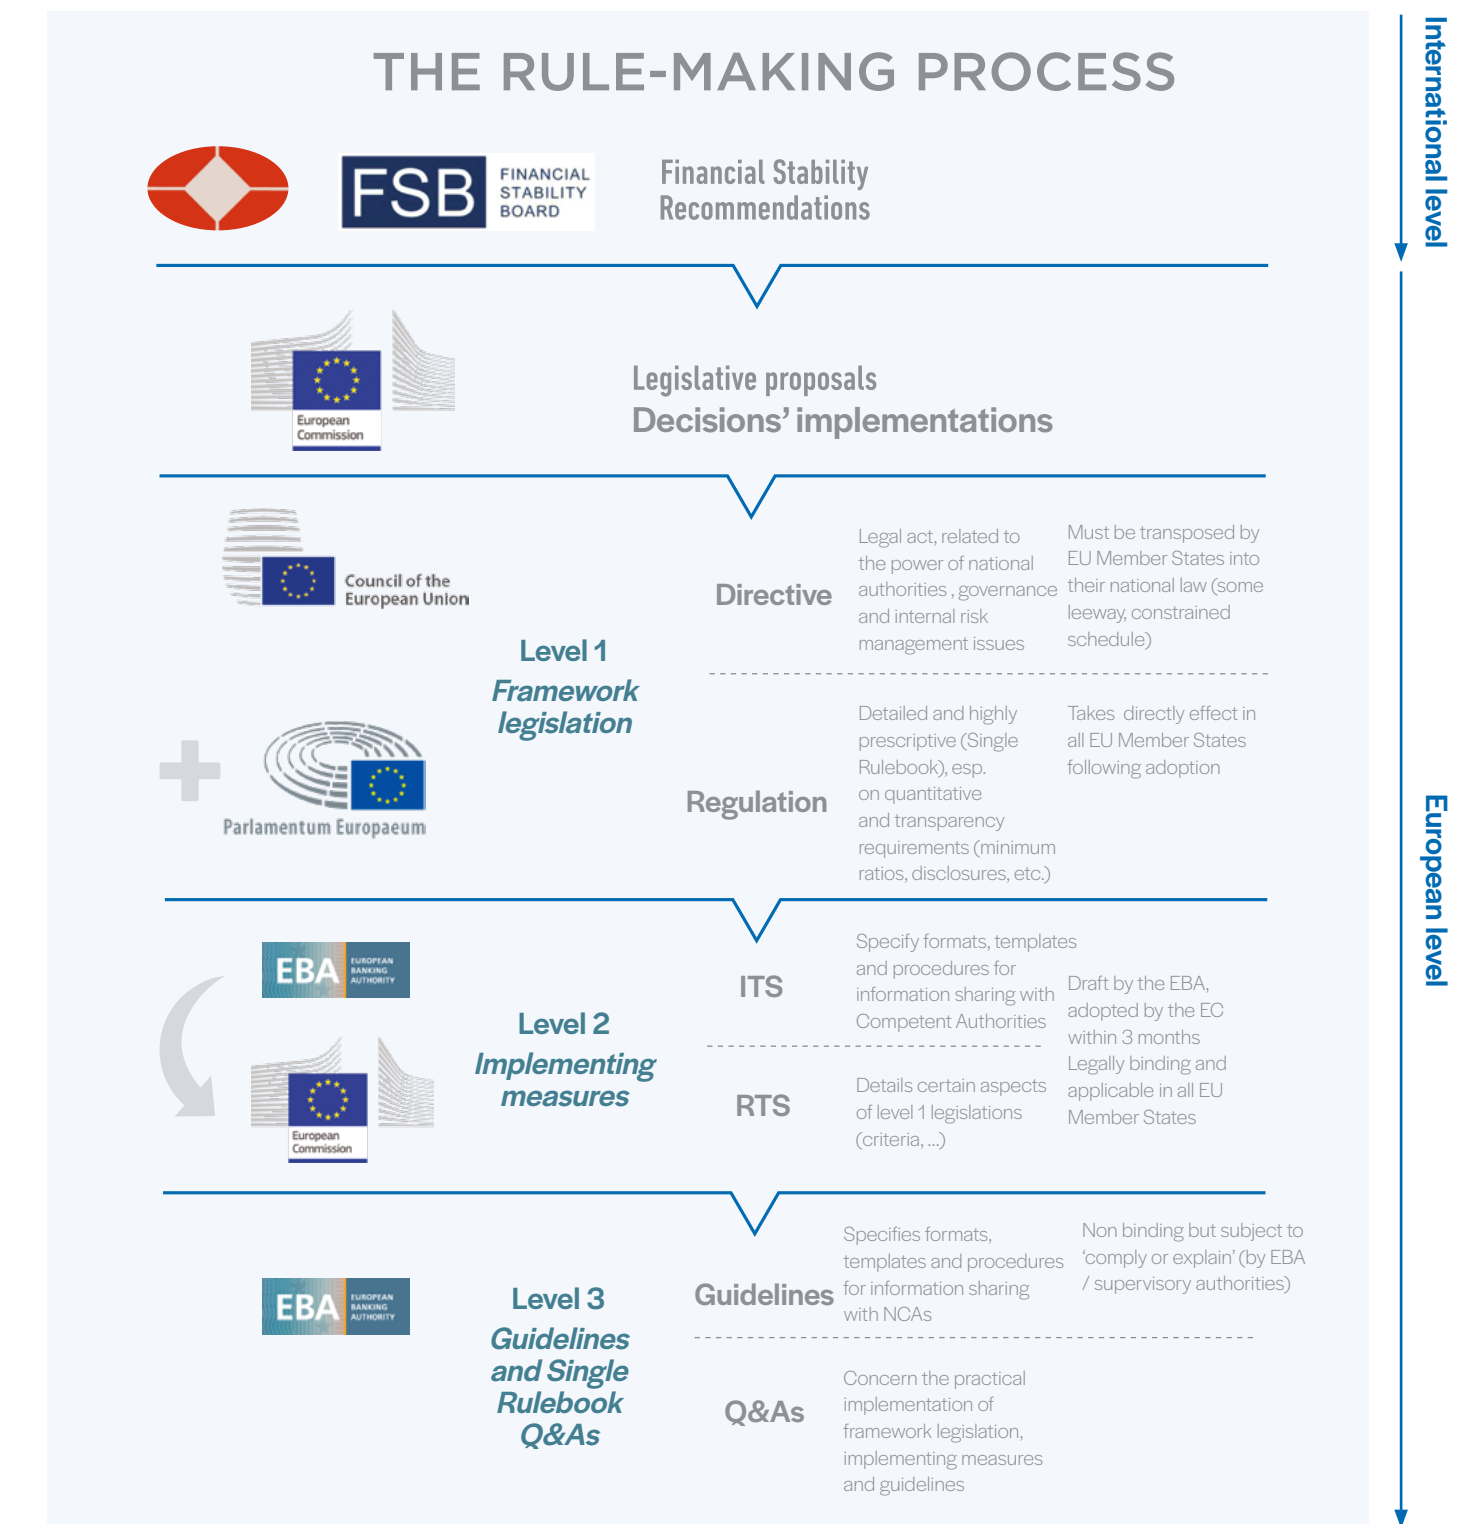 THE RULE-MAKING PROCESS
International level
FSB
FINANCIAL
STABILITY
BOARD
Financial Stability
Recommendations
European
Commission
Legislative proposals
Decisions’ implementations
European level
Council of the
European Union
Parlamentum Europaeum
Level 1
Framework
legislation
Directive
Legal act, related to
the power of national
authorities , governance
and internal risk
management issues
Must be transposed by
EU Member States into
their national law (some
leeway, constrained
schedule)
Regulation
Detailed and highly
prescriptive (Single
Rulebook), esp.
on quantitative
and transparency
requirements (minimum
ratios, disclosures, etc.)
Takes directly effect in
all EU Member States
following adoption
EBA
EUROPEAN
BANKING
AUTHORITY
European
Commission
Level 2
Implementing
measures
ITS
Specify formats, templates
and procedures for
information sharing with
Competent Authorities
RTS
Details certain aspects
of level 1 legislations
(criteria, ...)
Draft by the EBA,
adopted by the EC
within 3 months
Legally binding and
applicable in all EU
Member States
EBA
EUROPEAN
BANKING
AUTHORITY
Level 3
Guidelines
and Single
Rulebook
Q&As
Guidelines
Specifies formats,
templates and procedures
for information sharing
with NCAs
Non binding but subject to
‘comply or explain’ (by EBA
/ supervisory authorities)
Q&As
Concern the practical
implementation of
framework legislation,
implementing measures
and guidelines